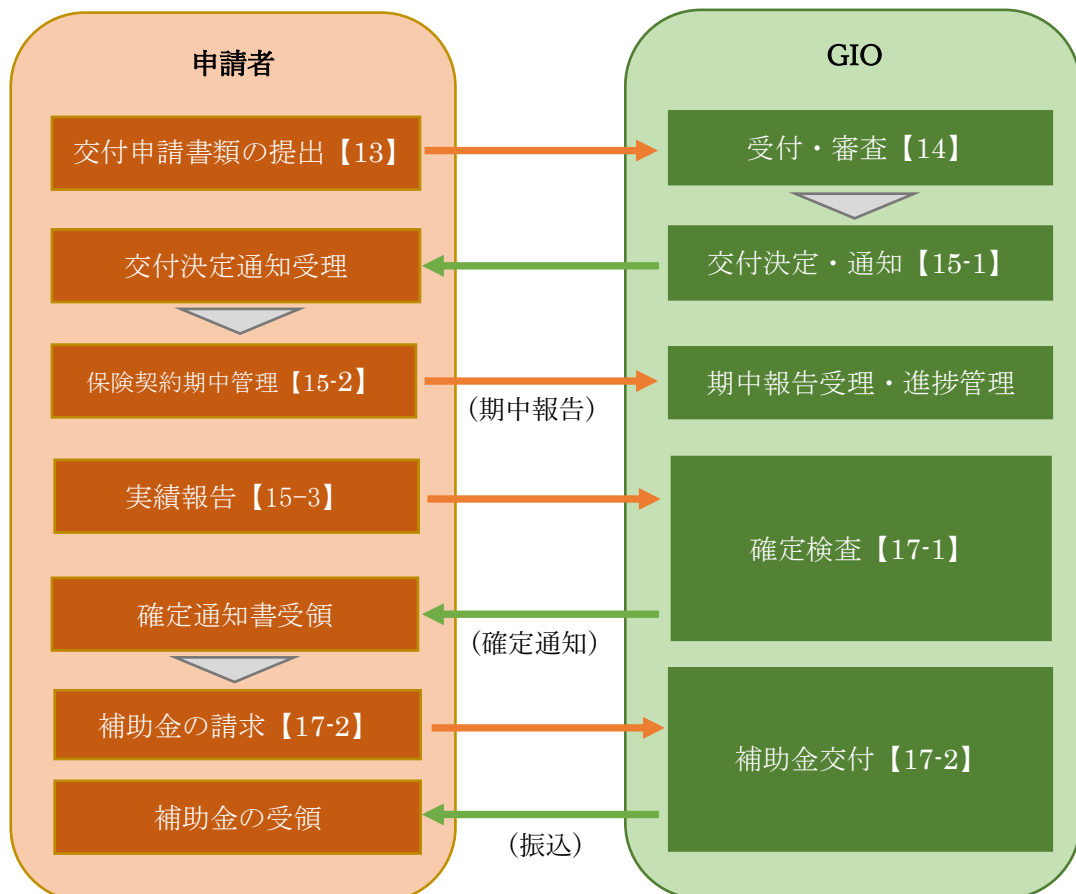 申請者
GIO
交付申請書類の提出【13】
受付・審査【14】
交付決定通知受理
交付決定・通知【15-1】
保険契約期中管理【15-2】
(期中報告)
期中報告受理・進捗管理
実績報告【15−3】
確定検査【17-1】
確定通知書受領
(確定通知)
補助金の請求【17-2】
補助金交付【17-2】
補助金の受領
(振込)